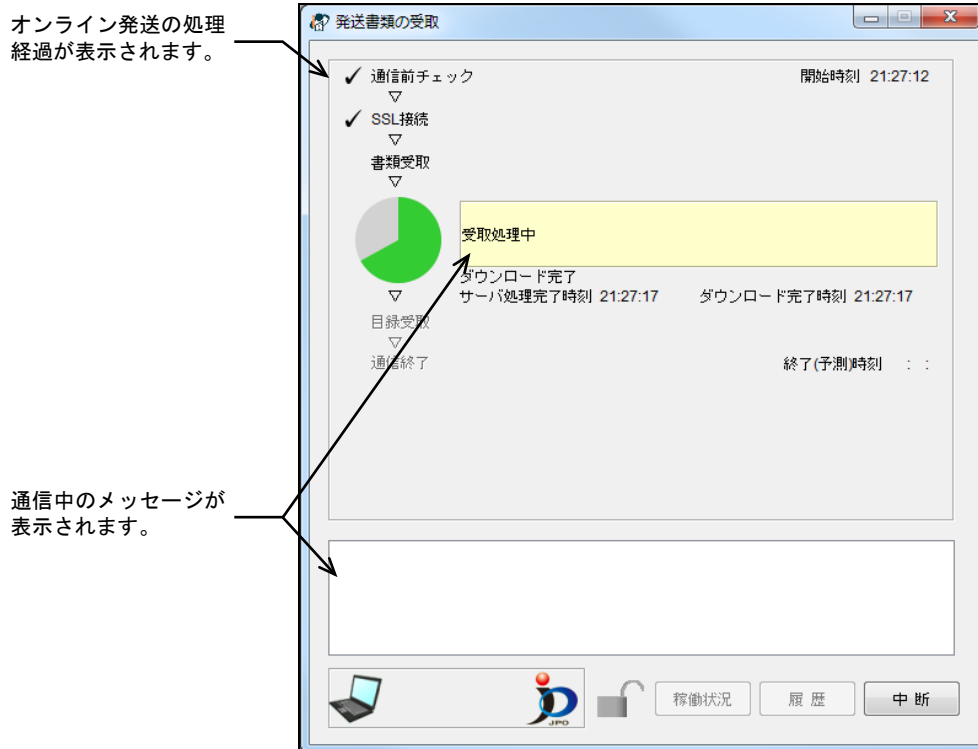 オンライン発送の処理
経過が表示されます。
発送書類の受取
通信前チェック
開始時刻 21:27:12
SSL接続
書類受取
受取処理中
ダウンロード完了
サーバ処理完了時刻 21:27:17 ダウンロード完了時刻 21:27:17
目録受取
通信終了
終了(予測)時刻 : :
通信中のメッセージが
表示されます。
JPO
稼働状況
履 歴
中 断